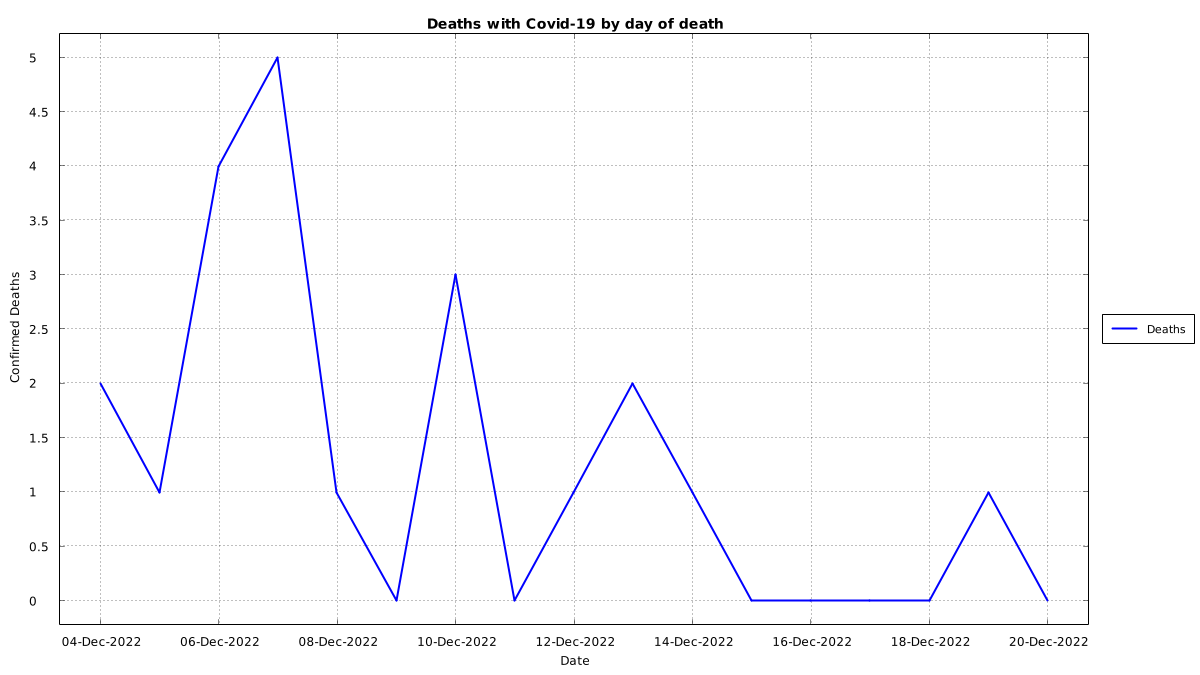 Deaths with Covid-19 by day of death
5
4.5
4
3.5
3
2.5
2
1.5
1
0.5
0
Confirmed Deaths
Deaths
04-Dec-2022 06-Dec-2022 08-Dec-2022 10-Dec-2022 12-Dec-2022 14-Dec-2022 16-Dec-2022 18-Dec-2022 20-Dec-2022
Date